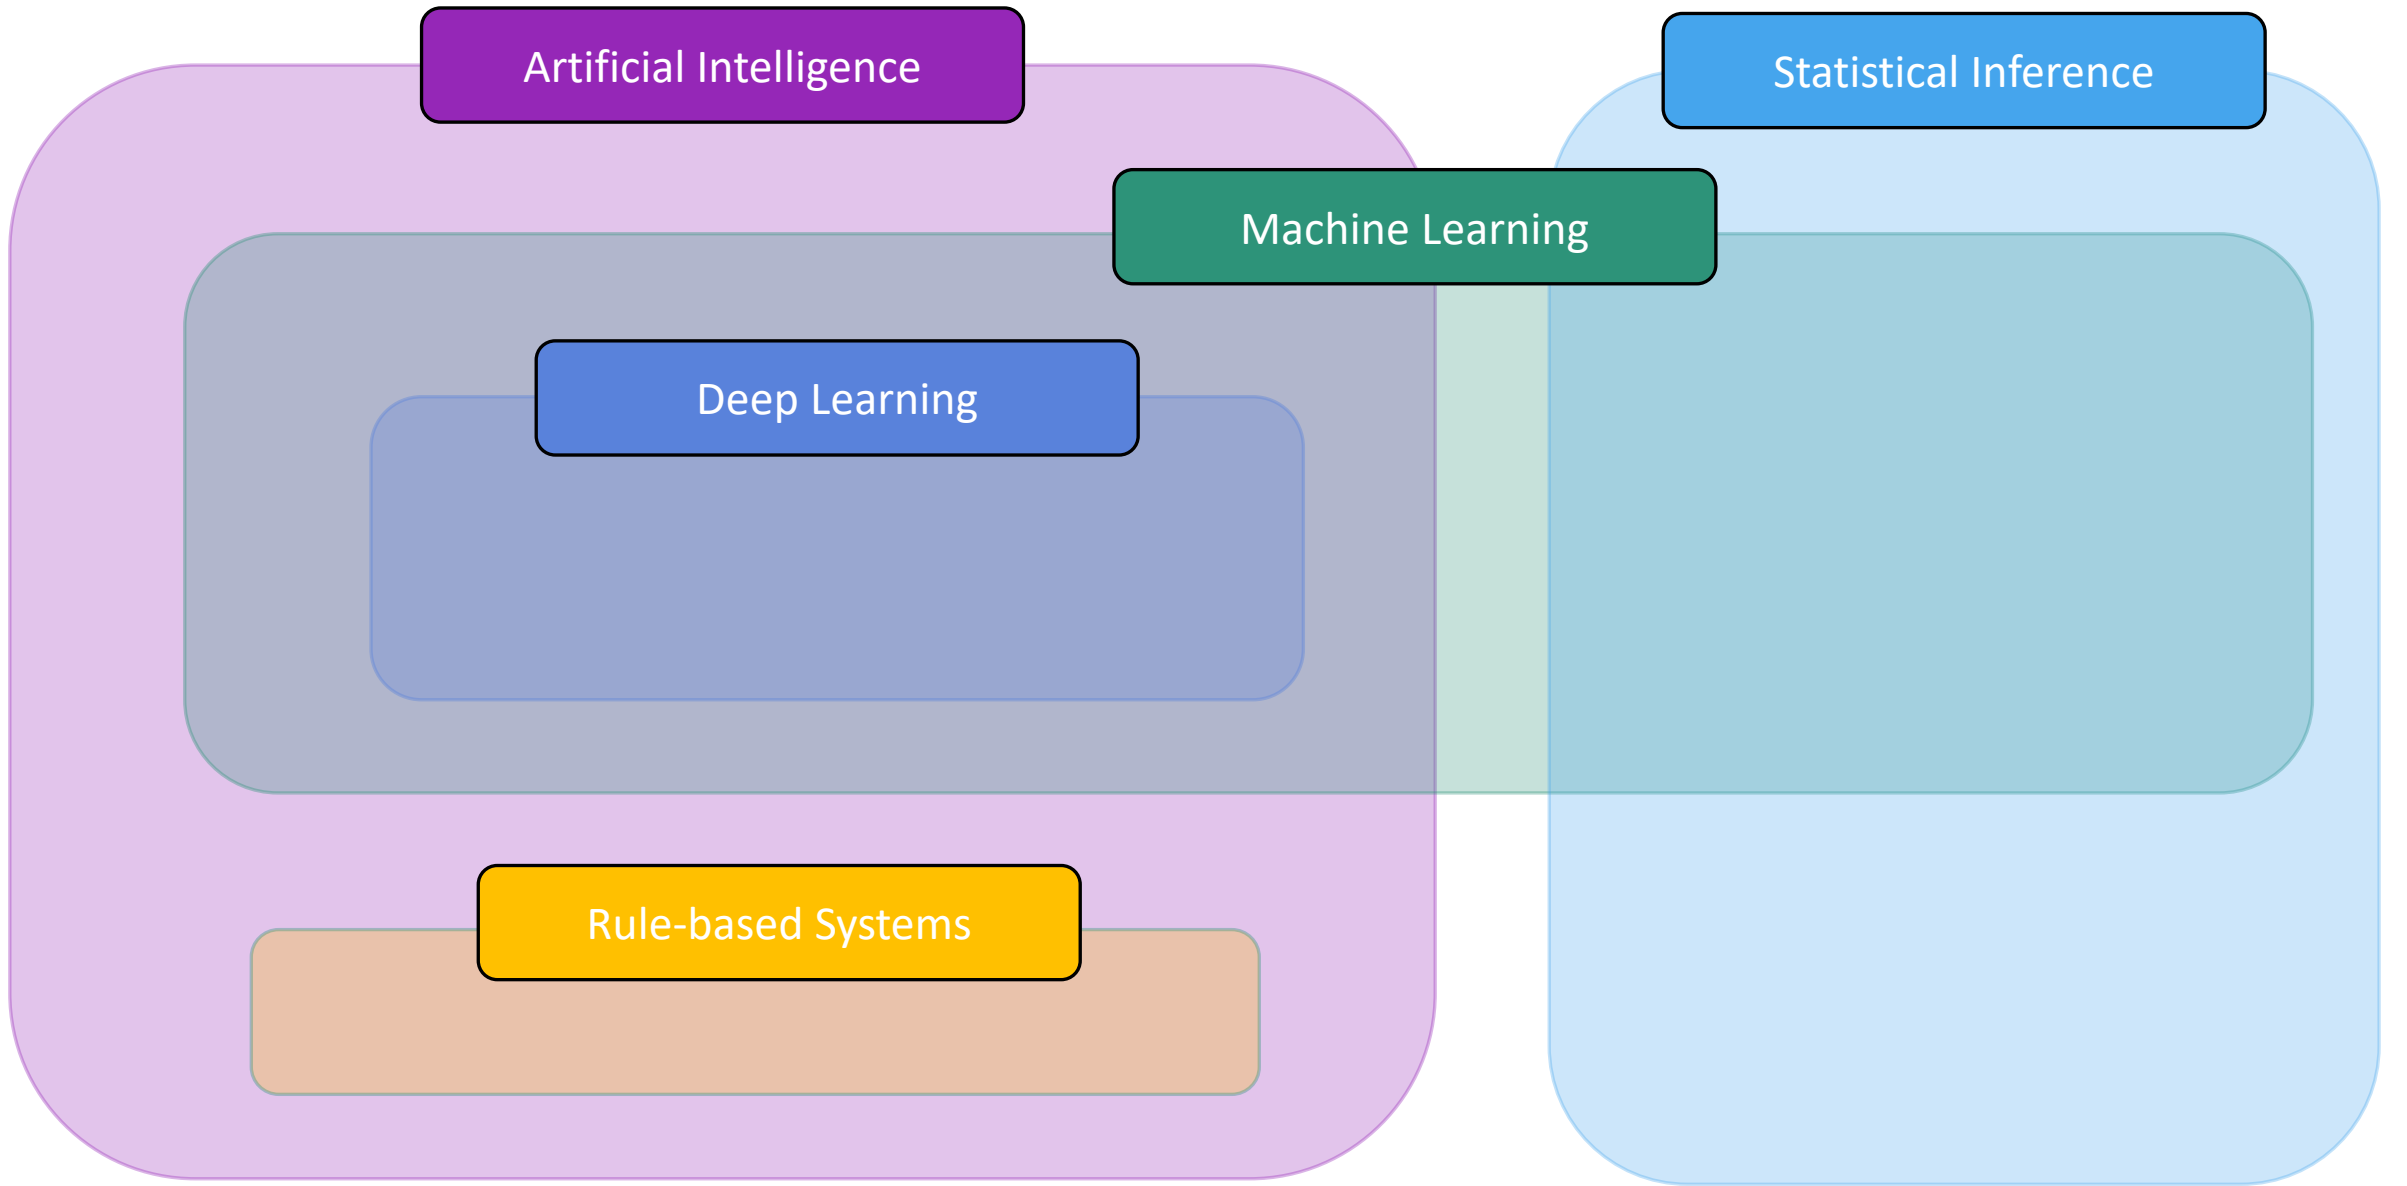 Artificial Intelligence
Statistical Inference
Machine Learning
Deep Learning
Rule-based Systems